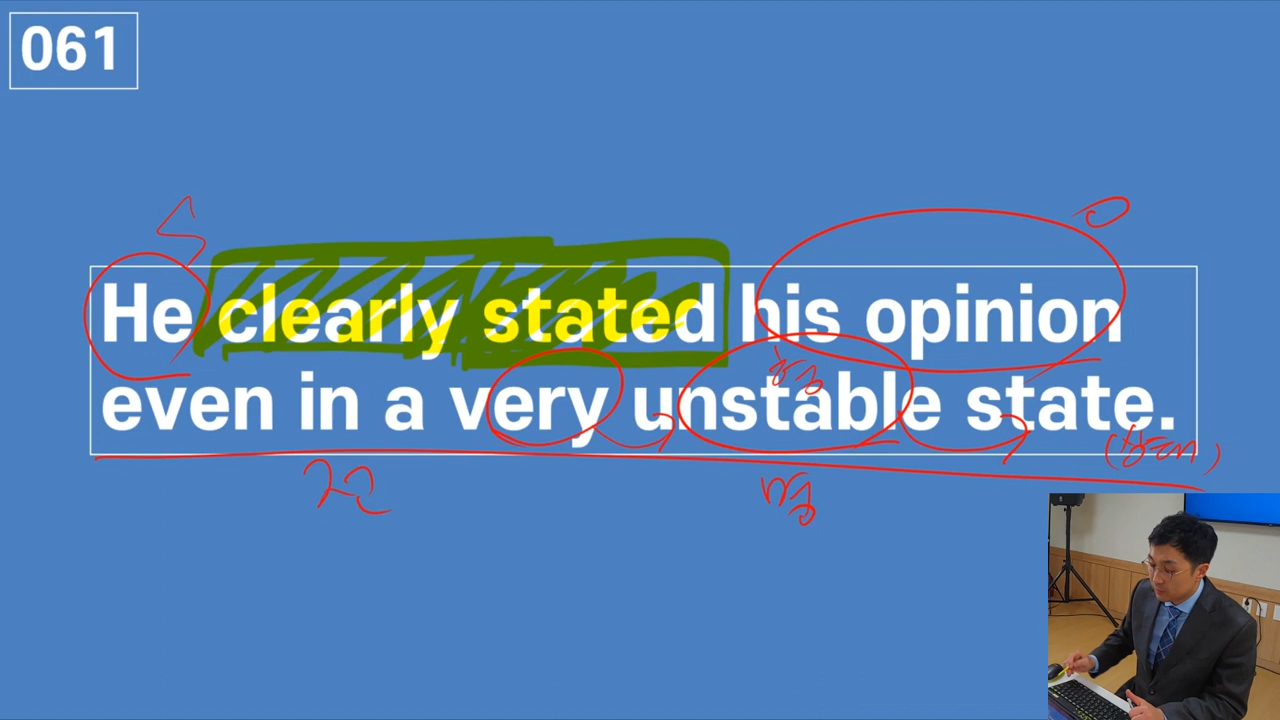 061
S
O
He clearly stated his opinion
even in a very unstable state.